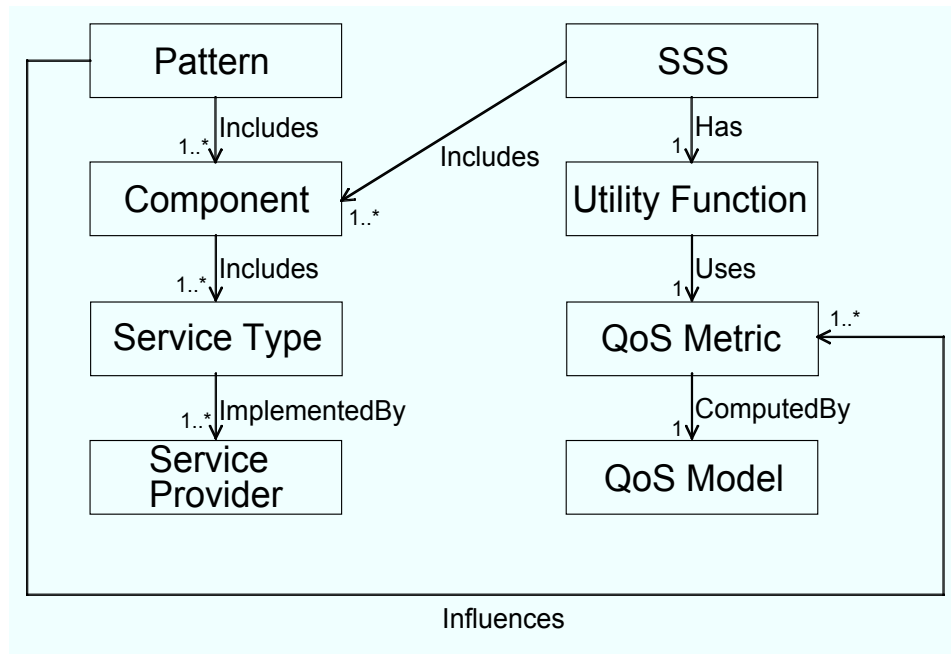 Pattern
SSS
Includes
1..*
Has
1
Includes
Component
1..*
Utility Function
Includes
1..*
Uses
1
Service Type
QoS Metric
1..*
ImplementedBy
1..*
ComputedBy
1
Service
Provider
QoS Model
Influences